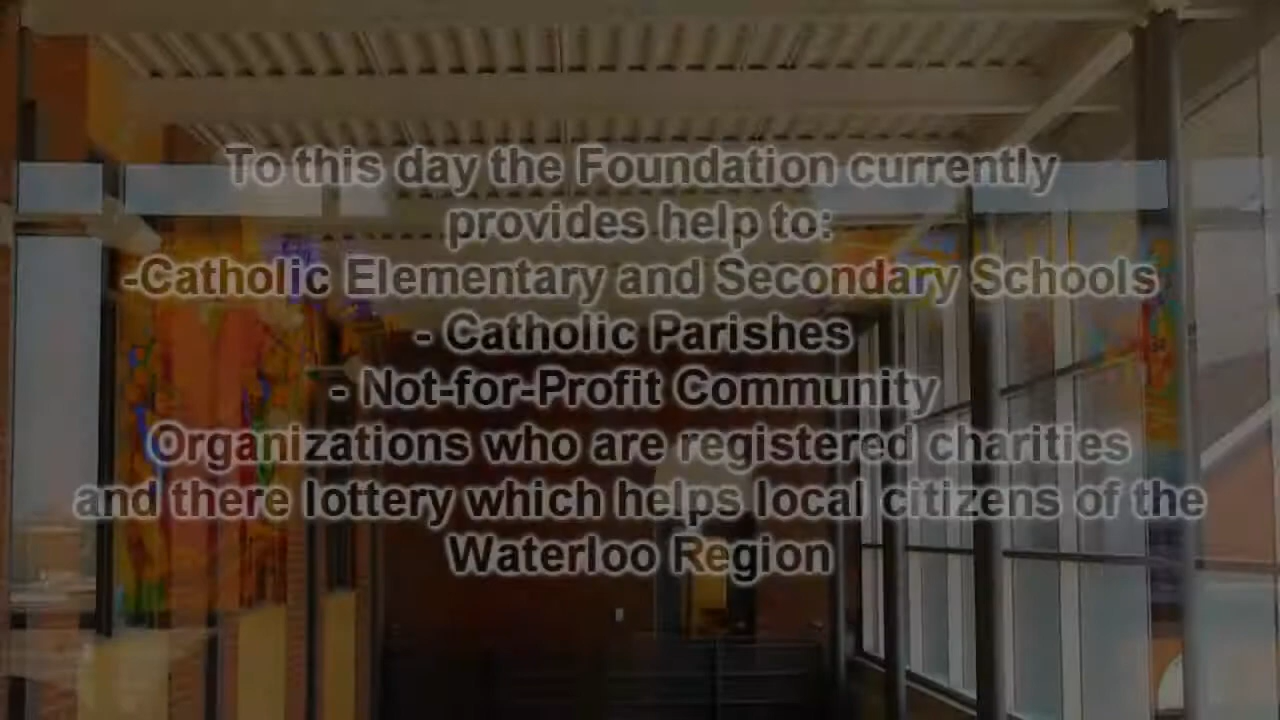 To this day the Foundation currently
provides help to:
-Catholic Elementary and Secondary Schools
- Catholic Parishes
- Not-for-Profit Community
Organizations who are registered charities
and there lottery which helps local citizens of the
Waterloo Region